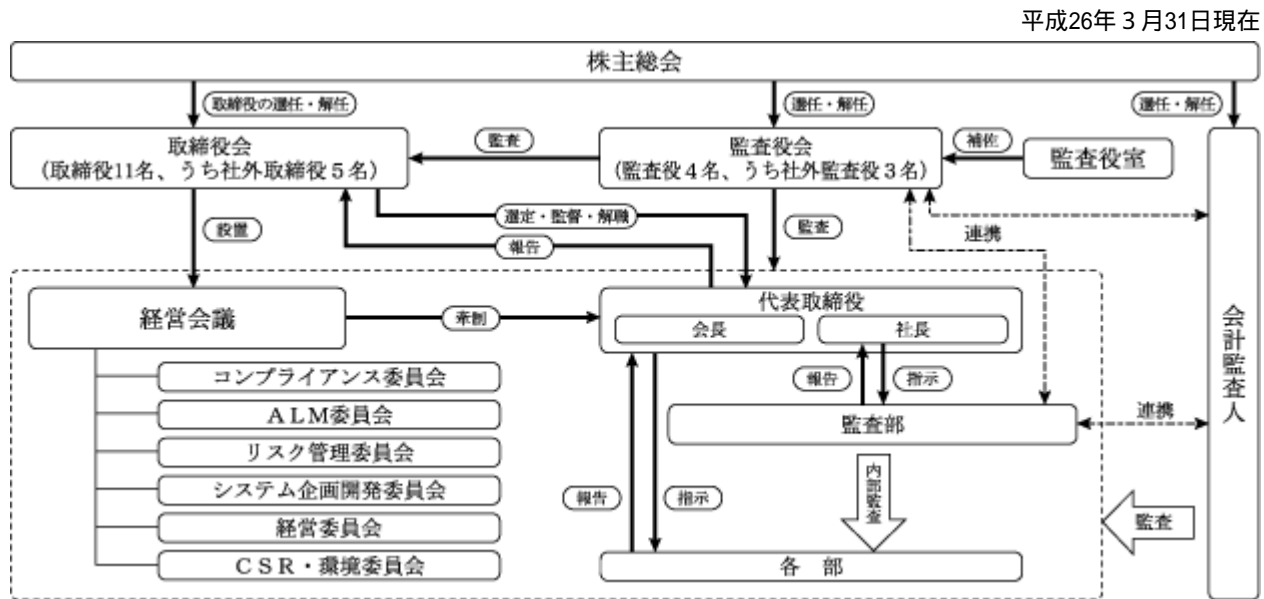 平成26年３月31日現在
株主総会
取締役の選任・解任
選任・解任
選任・解任
取締役会
(取締役11名、うち社外取締役５名)
監査
監査役会
(監査役４名、うち社外監査役３名)
補佐
監査役室
設置
選定・監督・解職
報告
監査
連携
経営会議
牽制
代表取締役
会長
社長
会計監査人
コンプライアンス委員会
ＡＬＭ委員会
リスク管理委員会
システム企画開発委員会
経営委員会
ＣＳＲ・環境委員会
報告
指示
監査部
連携
報告
指示
内部監査
監査
各　部